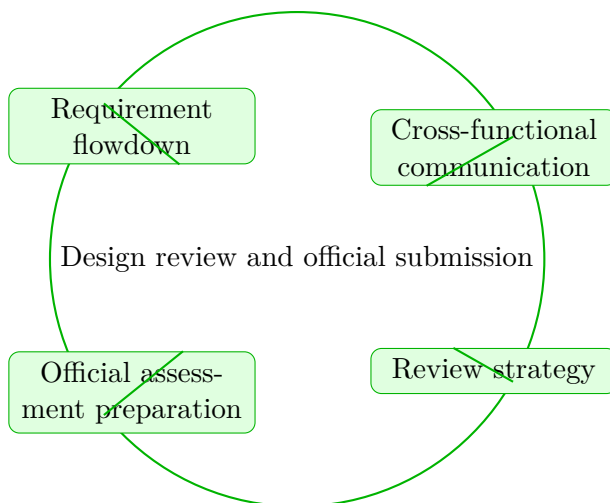 Requirement
flowdown
Cross-functional
communication
Design review and official submission
Official assess-
ment preparation
Review strategy